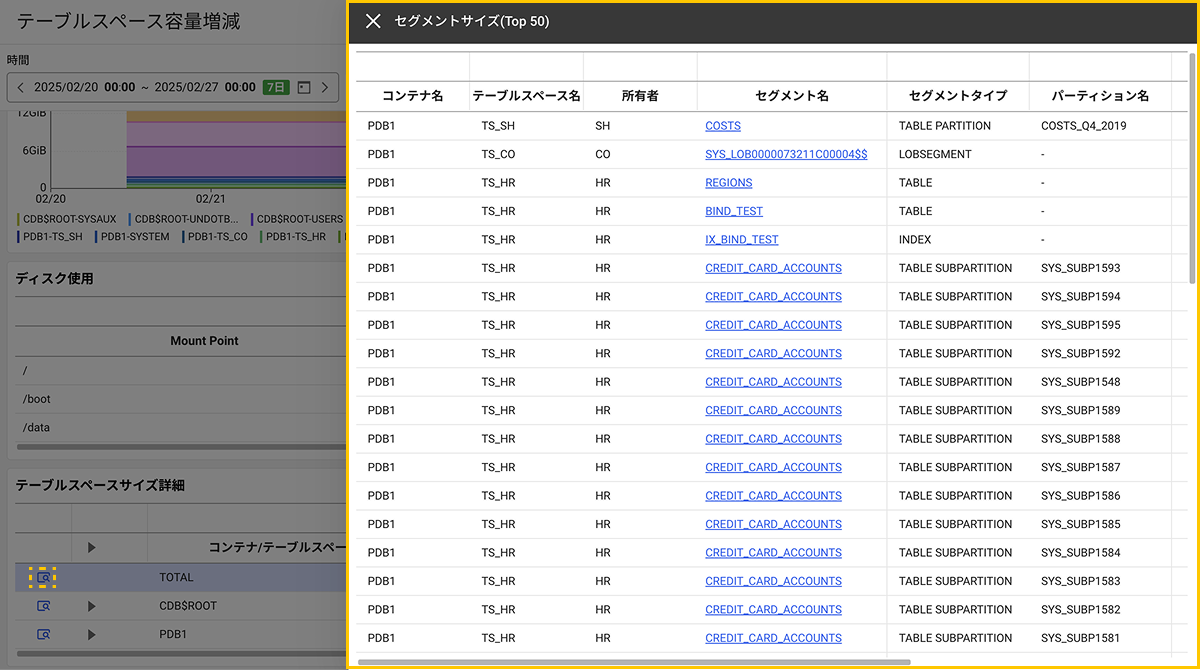 テーブルスペース容量増減
時間
2025/02/20 00:00 ~ 2025/02/27 00:00 7日
12GiB
6GiB
0
02/20 02/21
CDB$ROOT-SYSAUX CDB$ROOT-UNDOTB... CDB$ROOT-USERS
PDB1-TS_SH PDB1-SYSTEM PDB1-TS_CO PDB1-TS_HR
ディスク使用
Mount Point
/
/boot
/data
テーブルスペースサイズ詳細
コンテナ/テーブルスペー
TOTAL
CDB$ROOT
PDB1
セグメントサイズ(Top 50)
コンテナ名 テーブルスペース名 所有者 セグメント名 セグメントタイプ パーティション名
PDB1 TS_SH SH COSTS TABLE PARTITION COSTS_Q4_2019
PDB1 TS_CO CO SYS_LOB0000073211C00004$$ LOBSEGMENT -
PDB1 TS_HR HR REGIONS TABLE -
PDB1 TS_HR HR BIND_TEST TABLE -
PDB1 TS_HR HR IX_BIND_TEST INDEX -
PDB1 TS_HR HR CREDIT_CARD_ACCOUNTS TABLE SUBPARTITION SYS_SUBP1593
PDB1 TS_HR HR CREDIT_CARD_ACCOUNTS TABLE SUBPARTITION SYS_SUBP1594
PDB1 TS_HR HR CREDIT_CARD_ACCOUNTS TABLE SUBPARTITION SYS_SUBP1595
PDB1 TS_HR HR CREDIT_CARD_ACCOUNTS TABLE SUBPARTITION SYS_SUBP1592
PDB1 TS_HR HR CREDIT_CARD_ACCOUNTS TABLE SUBPARTITION SYS_SUBP1548
PDB1 TS_HR HR CREDIT_CARD_ACCOUNTS TABLE SUBPARTITION SYS_SUBP1589
PDB1 TS_HR HR CREDIT_CARD_ACCOUNTS TABLE SUBPARTITION SYS_SUBP1588
PDB1 TS_HR HR CREDIT_CARD_ACCOUNTS TABLE SUBPARTITION SYS_SUBP1587
PDB1 TS_HR HR CREDIT_CARD_ACCOUNTS TABLE SUBPARTITION SYS_SUBP1586
PDB1 TS_HR HR CREDIT_CARD_ACCOUNTS TABLE SUBPARTITION SYS_SUBP1585
PDB1 TS_HR HR CREDIT_CARD_ACCOUNTS TABLE SUBPARTITION SYS_SUBP1584
PDB1 TS_HR HR CREDIT_CARD_ACCOUNTS TABLE SUBPARTITION SYS_SUBP1583
PDB1 TS_HR HR CREDIT_CARD_ACCOUNTS TABLE SUBPARTITION SYS_SUBP1582
PDB1 TS_HR HR CREDIT_CARD_ACCOUNTS TABLE SUBPARTITION SYS_SUBP1581